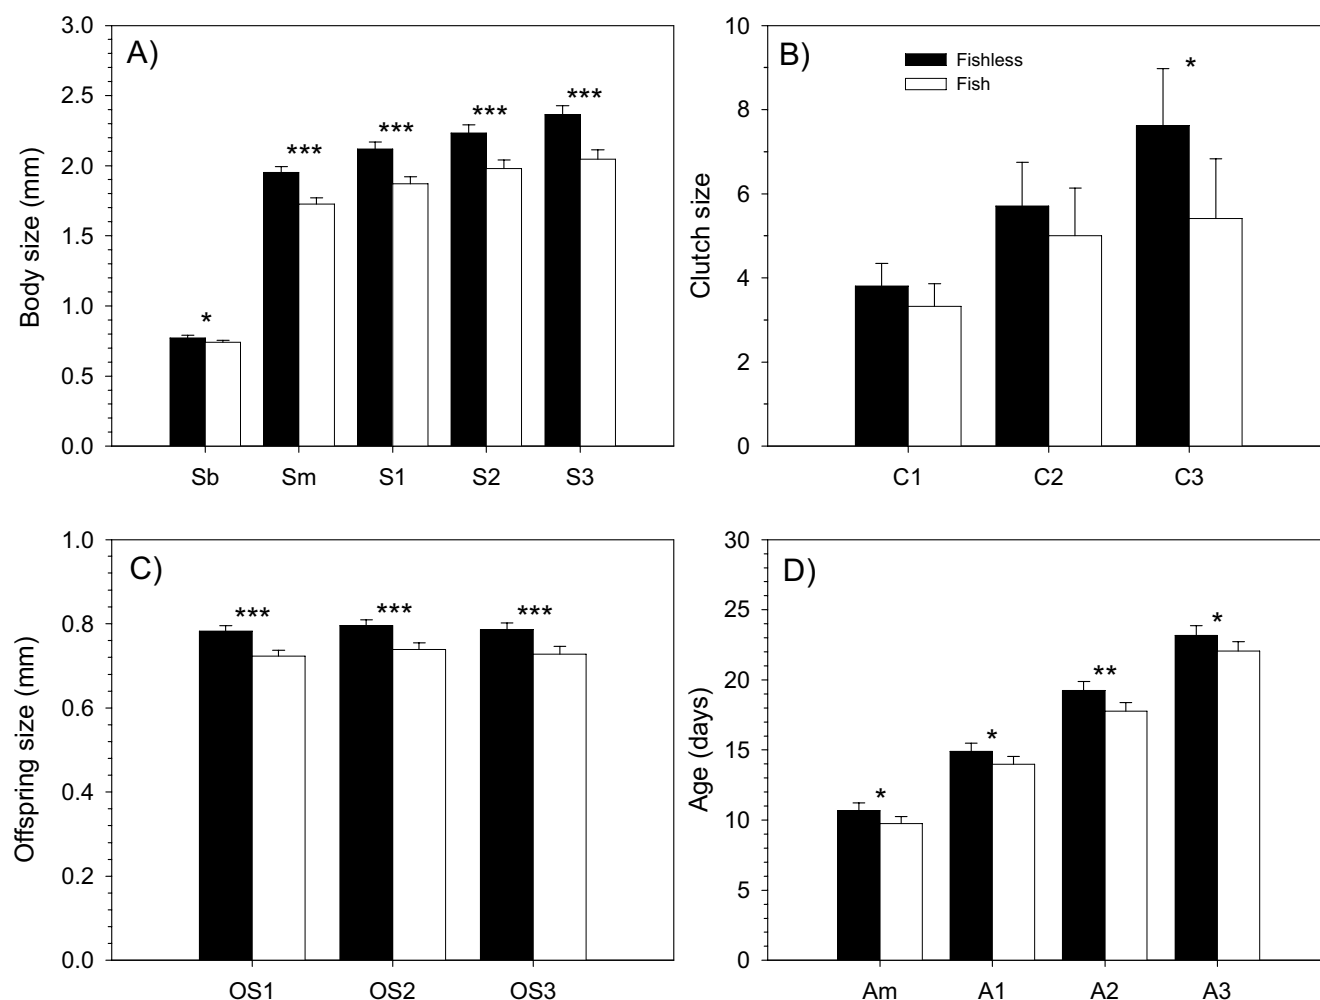 A)
Body size (mm)
3.0
2.5
2.0
1.5
1.0
0.5
0.0
*
***
***
***
***
Sb Sm S1 S2 S3
B)
Fishless
Fish
Clutch size
10
8
6
4
2
0
*
C1 C2 C3
C)
Offspring size (mm)
1.0
0.8
0.6
0.4
0.2
0.0
***
***
***
OS1 OS2 OS3
D)
Age (days)
30
25
20
15
10
5
0
*
*
**
*
Am A1 A2 A3